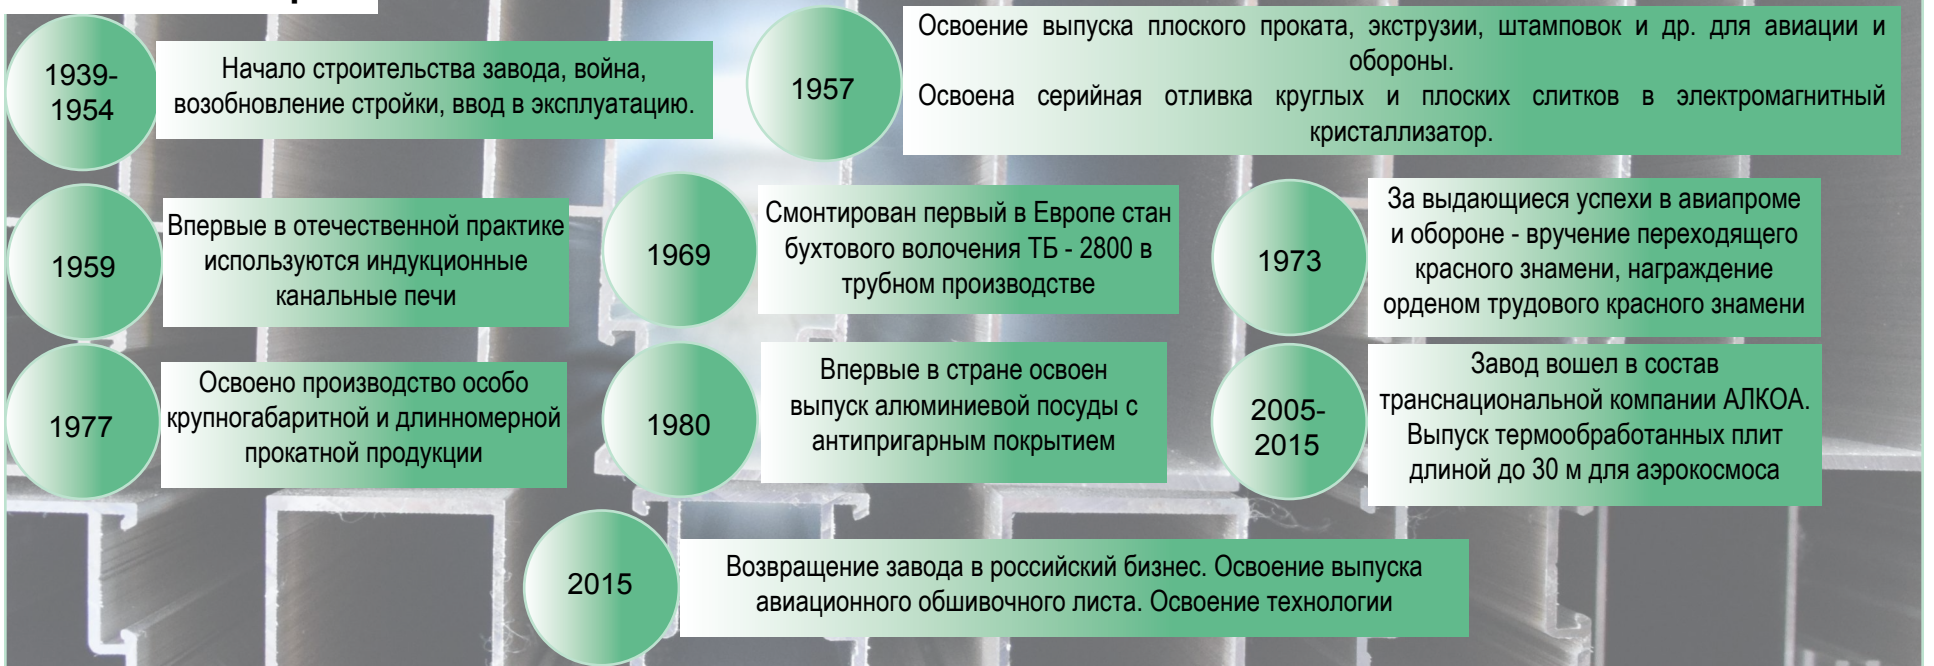 1939-
1954
Начало строительства завода, война,
возобновление стройки, ввод в эксплуатацию.
1957
Освоение выпуска плоского проката, экструзии, штамповок и др. для авиации и
обороны.
Освоена серийная отливка круглых и плоских слитков в электромагнитный
кристаллизатор.
1959
Впервые в отечественной практике
используются индукционные
канальные печи
1969
Смонтирован первый в Европе стан
бухтового волочения ТБ - 2800 в
трубном производстве
1973
За выдающиеся успехи в авиапроме
и обороне - вручение переходящего
красного знамени, награждение
орденом трудового красного знамени
1977
Освоено производство особо
крупногабаритной и длинномерной
прокатной продукции
1980
Впервые в стране освоен
выпуск алюминиевой посуды с
антипригарным покрытием
2005-
2015
Завод вошел в состав
транснациональной компании АЛКОА.
Выпуск термообработанных плит
длиной до 30 м для аэрокосмоса
2015
Возвращение завода в российский бизнес. Освоение выпуска
авиационного обшивочного листа. Освоение технологии